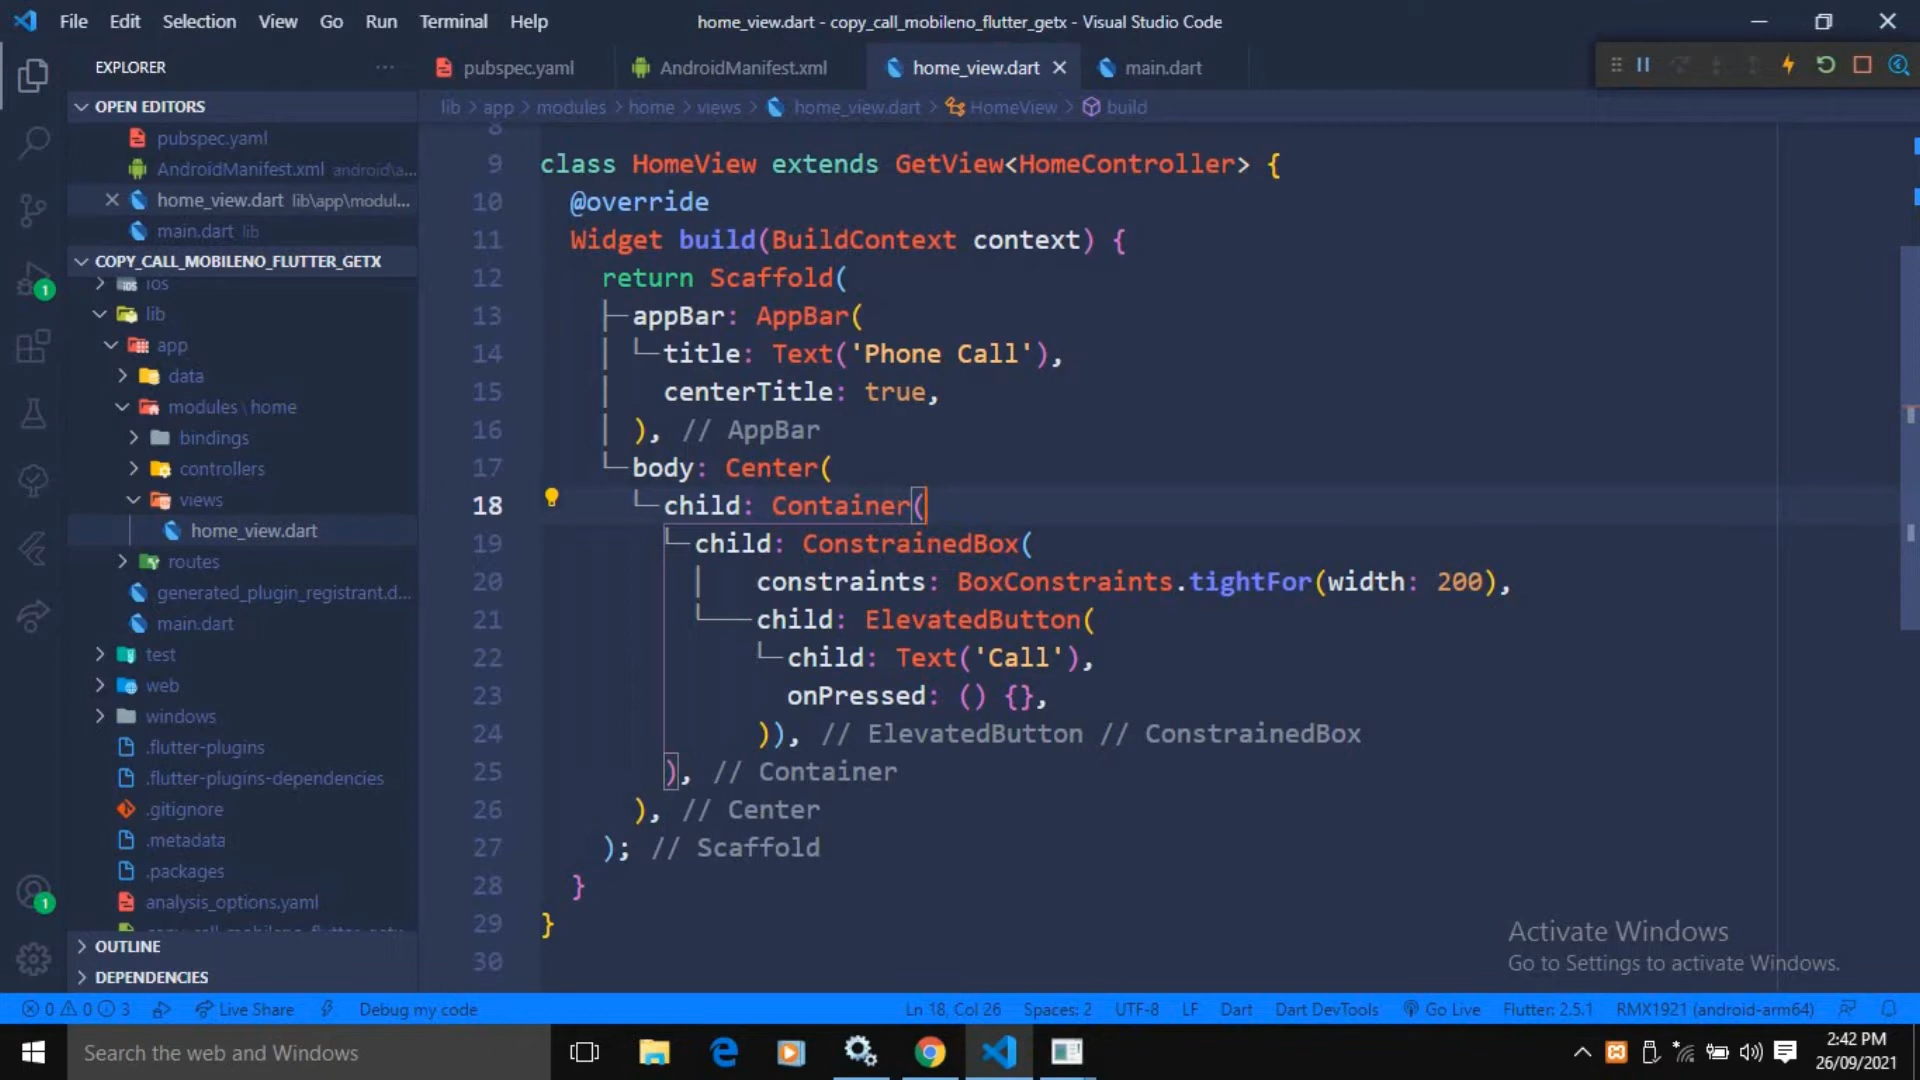 File Edit Selection View Go Run Terminal Help
home_view.dart - copy_call_mobileno_flutter_getx - Visual Studio Code
EXPLORER
pubspec.yaml
AndroidManifest.xml
home_view.dart
main.dart
OPEN EDITORS
pubspec.yaml
AndroidManifest.xml android\a...
home_view.dart lib\app\modul...
main.dart lib
COPY_CALL_MOBILENO_FLUTTER_GETX
ios
lib
app
data
modules \ home
bindings
controllers
views
home_view.dart
routes
generated_plugin_registrant.d...
main.dart
test
web
windows
.flutter-plugins
.flutter-plugins-dependencies
.gitignore
.metadata
.packages
analysis_options.yaml
OUTLINE
DEPENDENCIES
lib > app > modules > home > views > home_view.dart > HomeView > build
8
9 class HomeView extends GetView<HomeController> {
10 @override
11 Widget build(BuildContext context) {
12 return Scaffold(
13 appBar: AppBar(
14 title: Text('Phone Call'),
15 centerTitle: true,
16 ), // AppBar
17 body: Center(
18 child: Container(
19 child: ConstrainedBox(
20 constraints: BoxConstraints.tightFor(width: 200),
21 child: ElevatedButton(
22 child: Text('Call'),
23 onPressed: () {},
24 )), // ElevatedButton // ConstrainedBox
25 ), // Container
26 ), // Center
27 ); // Scaffold
28 }
29 }
30
Activate Windows
Go to Settings to activate Windows.
0 0 3 Live Share Debug my code
Ln 18, Col 26 Spaces: 2 UTF-8 LF Dart Dart DevTools Go Live Flutter: 2.5.1 RMX1921 (android-arm64)
Search the web and Windows
2:42 PM
26/09/2021
1
1